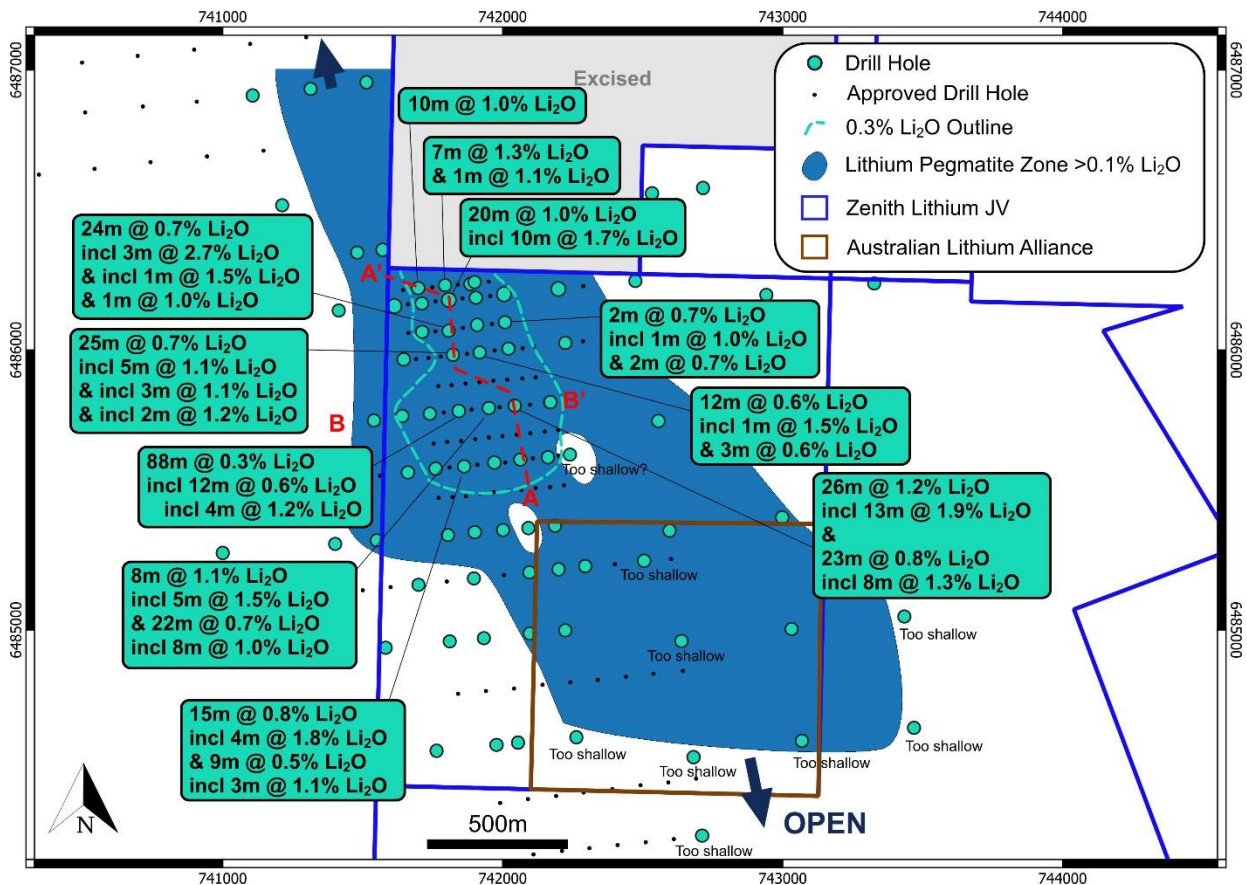 741000
742000
743000
744000
6487000
6487000
6486000
6486000
6485000
6485000
741000
742000
743000
744000
Excised
Drill Hole
Approved Drill Hole
0.3% Li₂O Outline
Lithium Pegmatite Zone >0.1% Li₂O
Zenith Lithium JV
Australian Lithium Alliance
10m @ 1.0% Li₂O
7m @ 1.3% Li₂O
& 1m @ 1.1% Li₂O
20m @ 1.0% Li₂O
incl 10m @ 1.7% Li₂O
24m @ 0.7% Li₂O
incl 3m @ 2.7% Li₂O
& incl 1m @ 1.5% Li₂O
& 1m @ 1.0% Li₂O
A'
2m @ 0.7% Li₂O
incl 1m @ 1.0% Li₂O
& 2m @ 0.7% Li₂O
25m @ 0.7% Li₂O
incl 5m @ 1.1% Li₂O
& incl 3m @ 1.1% Li₂O
& incl 2m @ 1.2% Li₂O
B
B'
12m @ 0.6% Li₂O
incl 1m @ 1.5% Li₂O
& 3m @ 0.6% Li₂O
88m @ 0.3% Li₂O
incl 12m @ 0.6% Li₂O
incl 4m @ 1.2% Li₂O
Too shallow?
A
26m @ 1.2% Li₂O
incl 13m @ 1.9% Li₂O
&
23m @ 0.8% Li₂O
incl 8m @ 1.3% Li₂O
8m @ 1.1% Li₂O
incl 5m @ 1.5% Li₂O
& 22m @ 0.7% Li₂O
incl 8m @ 1.0% Li₂O
Too shallow
Too shallow
Too shallow
15m @ 0.8% Li₂O
incl 4m @ 1.8% Li₂O
& 9m @ 0.5% Li₂O
incl 3m @ 1.1% Li₂O
Too shallow
Too shallow
Too shallow
Too shallow
N
500m
OPEN
Too shallow